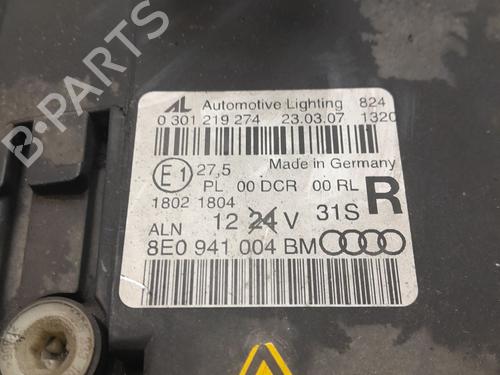 AL Automotive Lighting 824
0 301 219 274 23.03.07 1320
E1 27,5 Made in Germany
PL 00 DCR 00 RL
1802 1804 R
ALN 12 24 V 31S
8E0 941 004 BM
B-PARTS